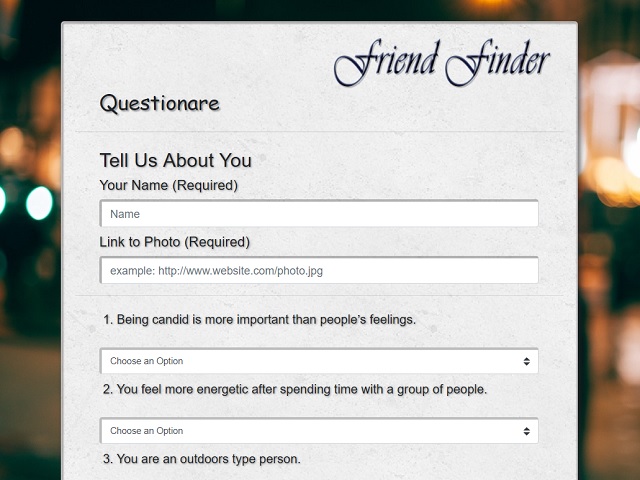 Friend Finder
Questionare
Tell Us About You
Your Name (Required)
Name
Link to Photo (Required)
example: http://www.website.com/photo.jpg
1. Being candid is more important than people’s feelings.
Choose an Option
2. You feel more energetic after spending time with a group of people.
Choose an Option
3. You are an outdoors type person.